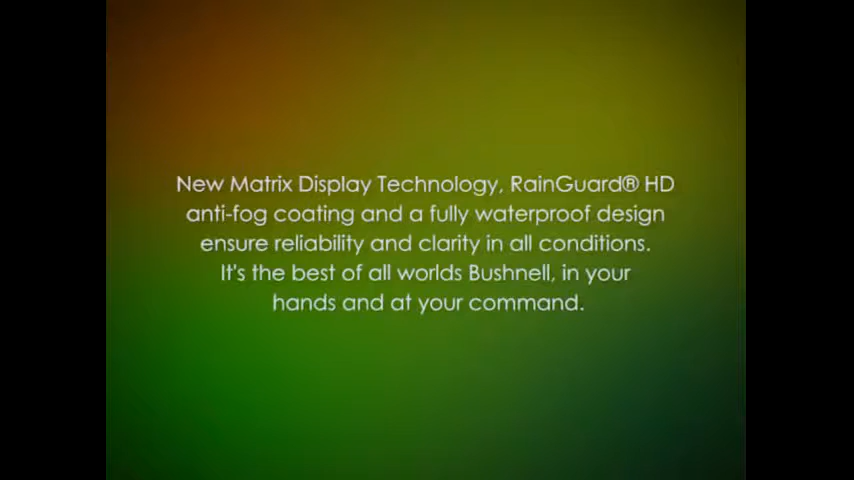 New Matrix Display Technology, RainGuard® HD
anti-fog coating and a fully waterproof design
ensure reliability and clarity in all conditions.
It's the best of all worlds Bushnell, in your
hands and at your command.